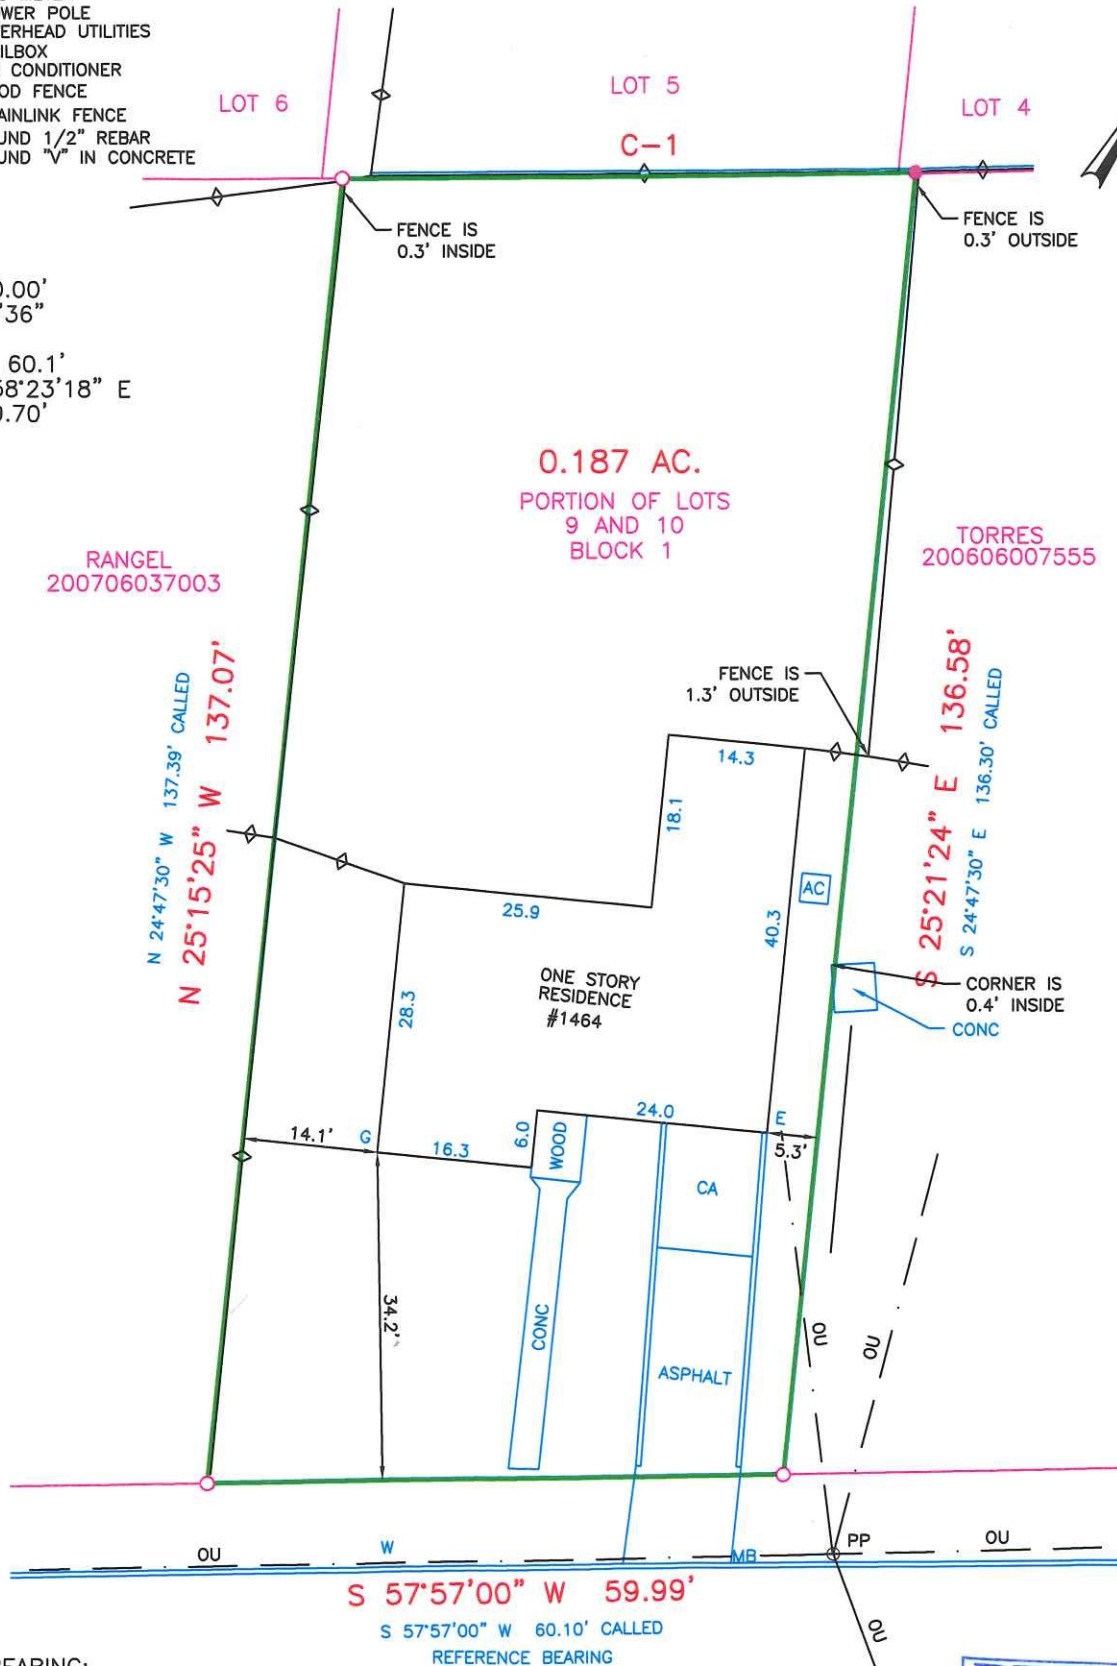 WER POLE
ERHEAD UTILITIES
ILBOX
CONDITIONER
OD FENCE
AINLINK FENCE
UND 1/2" REBAR
UND "V" IN CONCRETE
LOT 6
LOT 5
LOT 4
C-1
FENCE IS
0.3' INSIDE
FENCE IS
0.3' OUTSIDE
0.00'
'36"
60.1'
58°23'18" E
9.70'
0.187 AC.
PORTION OF LOTS
9 AND 10
BLOCK 1
RANGEL
200706037003
TORRES
200606007555
N 24°47'30" W 137.39' CALLED
N 25°15'25" W 137.07'
FENCE IS
1.3' OUTSIDE
S 25°21'24" E 136.58'
S 24°47'30" E 136.30' CALLED
14.3
18.1
AC
25.9
40.3
ONE STORY
RESIDENCE
#1464
28.3
CORNER IS
0.4' INSIDE
CONC
24.0
E
5.3'
14.1'
G
16.3
6.0
WOOD
CA
34.2'
CONC
ASPHALT
OU
OU
OU
W
MB
PP
OU
S 57°57'00" W 59.99'
S 57°57'00" W 60.10' CALLED
REFERENCE BEARING
OU
BEARING: